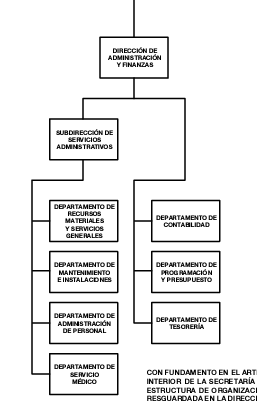 DIRECCIÓN DE
ADMINISTRACIÓN
Y FINANZAS
SUBDIRECCIÓN DE
SERVICIOS
ADMINISTRATIVOS
DEPARTAMENTO DE
RECURSOS
MATERIALES
Y SERVICIOS
GENERALES
DEPARTAMENTO DE
CONTABILIDAD
DEPARTAMENTO DE
MANTENIMIENTO
E INSTALACIONES
DEPARTAMENTO DE
PROGRAMACIÓN
Y PRESUPUESTO
DEPARTAMENTO DE
ADMINISTRACIÓN
DE PERSONAL
DEPARTAMENTO DE
TESORERÍA
DEPARTAMENTO DE
SERVICIO
MÉDICO
CON FUNDAMENTO EN EL ART
INTERIOR DE LA SECRETARÍA
ESTRUCTURA DE ORGANIZACI
RESGUARDADA EN LA DIRECC